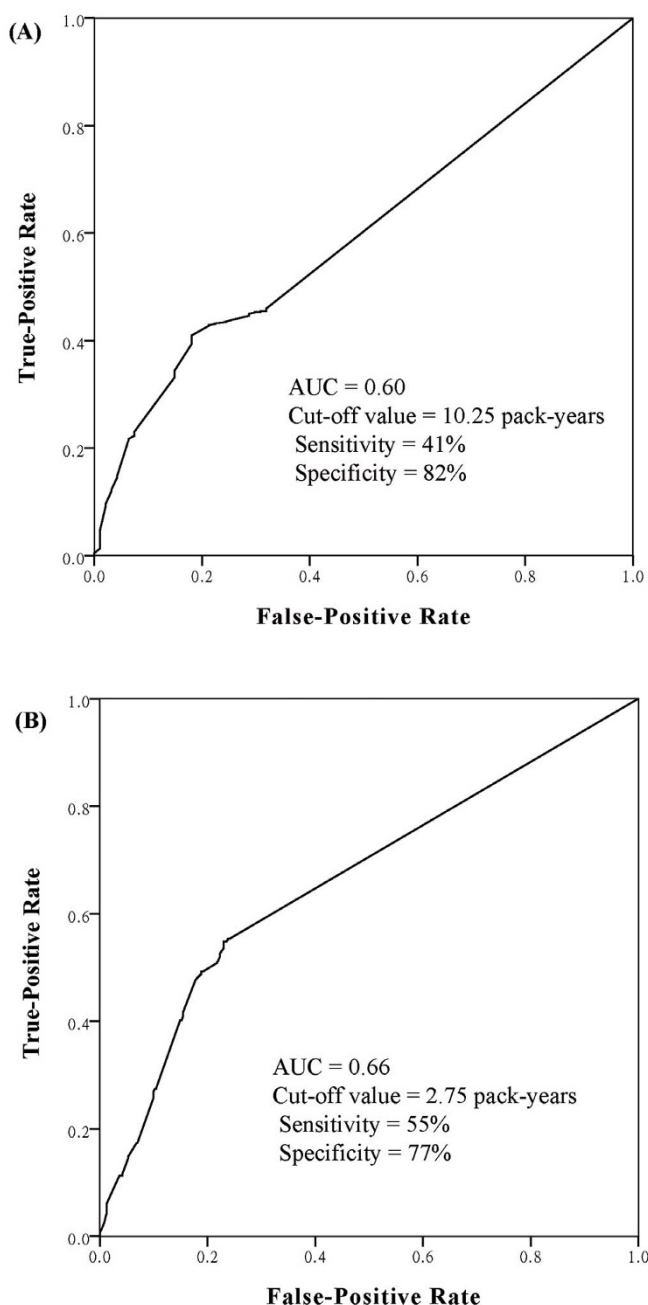 (A)
1.0
0.8
0.6
0.4
0.2
0.0
True-Positive Rate
AUC = 0.60
Cut-off value = 10.25 pack-years
Sensitivity = 41%
Specificity = 82%
0.0 0.2 0.4 0.6 0.8 1.0
False-Positive Rate
(B)
1.0
0.8
0.6
0.4
0.2
0.0
True-Positive Rate
AUC = 0.66
Cut-off value = 2.75 pack-years
Sensitivity = 55%
Specificity = 77%
0.0 0.2 0.4 0.6 0.8 1.0
False-Positive Rate